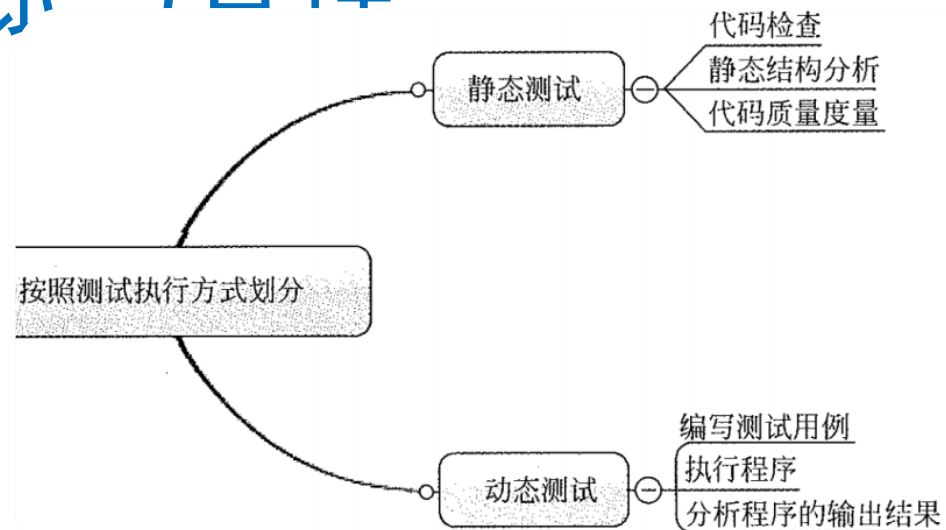 代码检查
静态测试
静态结构分析
代码质量度量
按照测试执行方式划分
编写测试用例
动态测试
执行程序
分析程序的输出结果